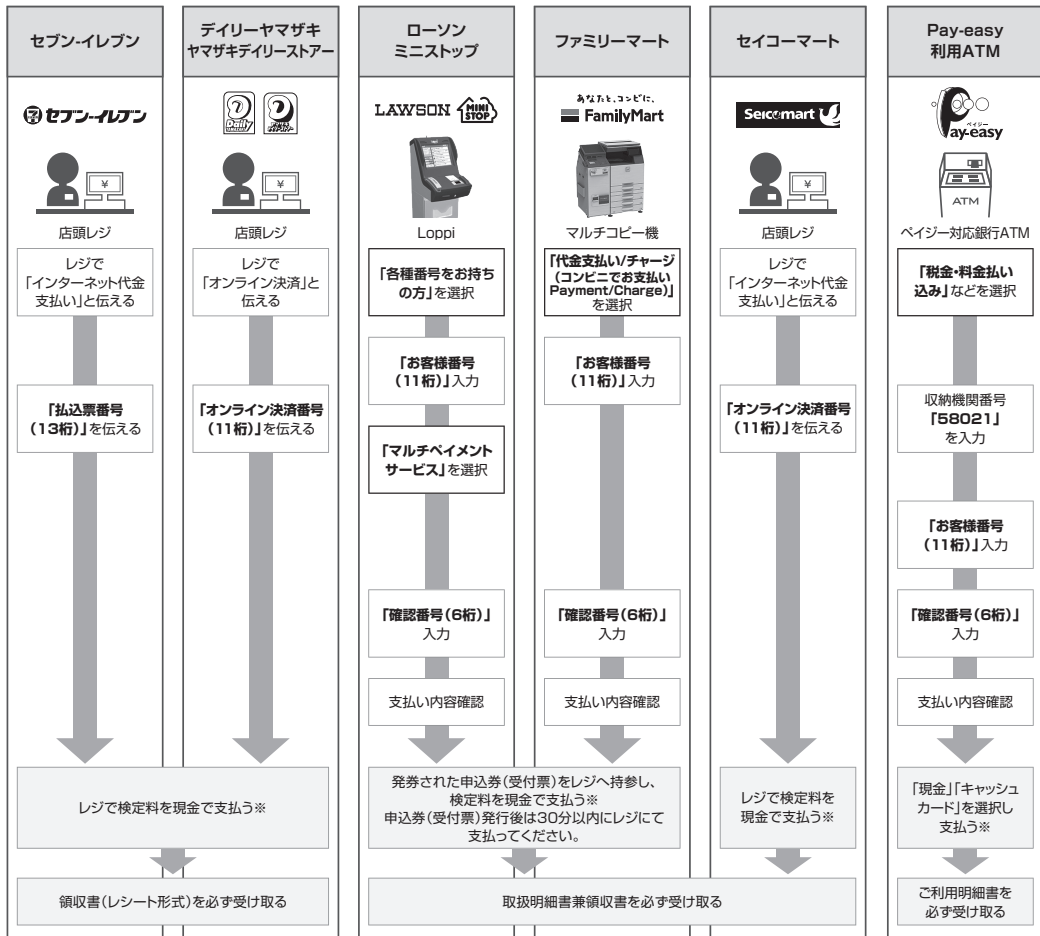 セブン-イレブン
セブン-イレブン
店頭レジ
レジで
「インターネット代金
支払い」と伝える
「払込票番号
(13桁)」を伝える
デイリーヤマザキ
ヤマザキデイリーストアー
Daily
店頭レジ
レジで
「オンライン決済」と
伝える
「オンライン決済番号
(11桁)」を伝える
レジで検定料を現金で支払う※
領収書(レシート形式)を必ず受け取る
ローソン
ミニストップ
LAWSON
MINI
STOP
Loppi
「各種番号をお持ち
の方」を選択
「お客様番号
(11桁)」入力
「マルチペイメント
サービス」を選択
「確認番号(6桁)」
入力
支払い内容確認
ファミリーマート
あなたと、コンビに、
FamilyMart
マルチコピー機
「代金支払い/チャージ
(コンビニでお支払い
Payment/Charge)」
を選択
「お客様番号
(11桁)」入力
「確認番号(6桁)」
入力
支払い内容確認
発券された申込券(受付票)をレジへ持参し、
検定料を現金で支払う※
申込券(受付票)発行後は30分以内にレジにて
支払ってください。
セイコーマート
Seicomart
店頭レジ
レジで
「インターネット代金
支払い」と伝える
「オンライン決済番号
(11桁)」を伝える
レジで検定料を
現金で支払う※
取扱明細書兼領収書を必ず受け取る
Pay-easy
利用ATM
ペイジー
Pay-easy
ATM
ペイジー対応銀行ATM
「税金・料金払い
込み」などを選択
収納機関番号
「58021」
を入力
「お客様番号
(11桁)」入力
「確認番号(6桁)」
入力
支払い内容確認
「現金」「キャッシュ
カード」を選択し
支払う※
ご利用明細書を
必ず受け取る